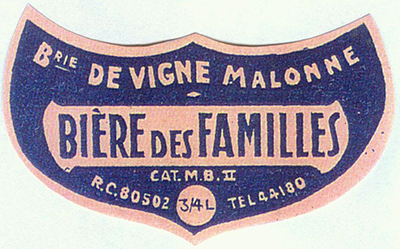 Brie DE VIGNE MALONNE
BIÈRE DES FAMILLES
CAT. M.B. II
R.C. 80502 3/4 L TEL 44180